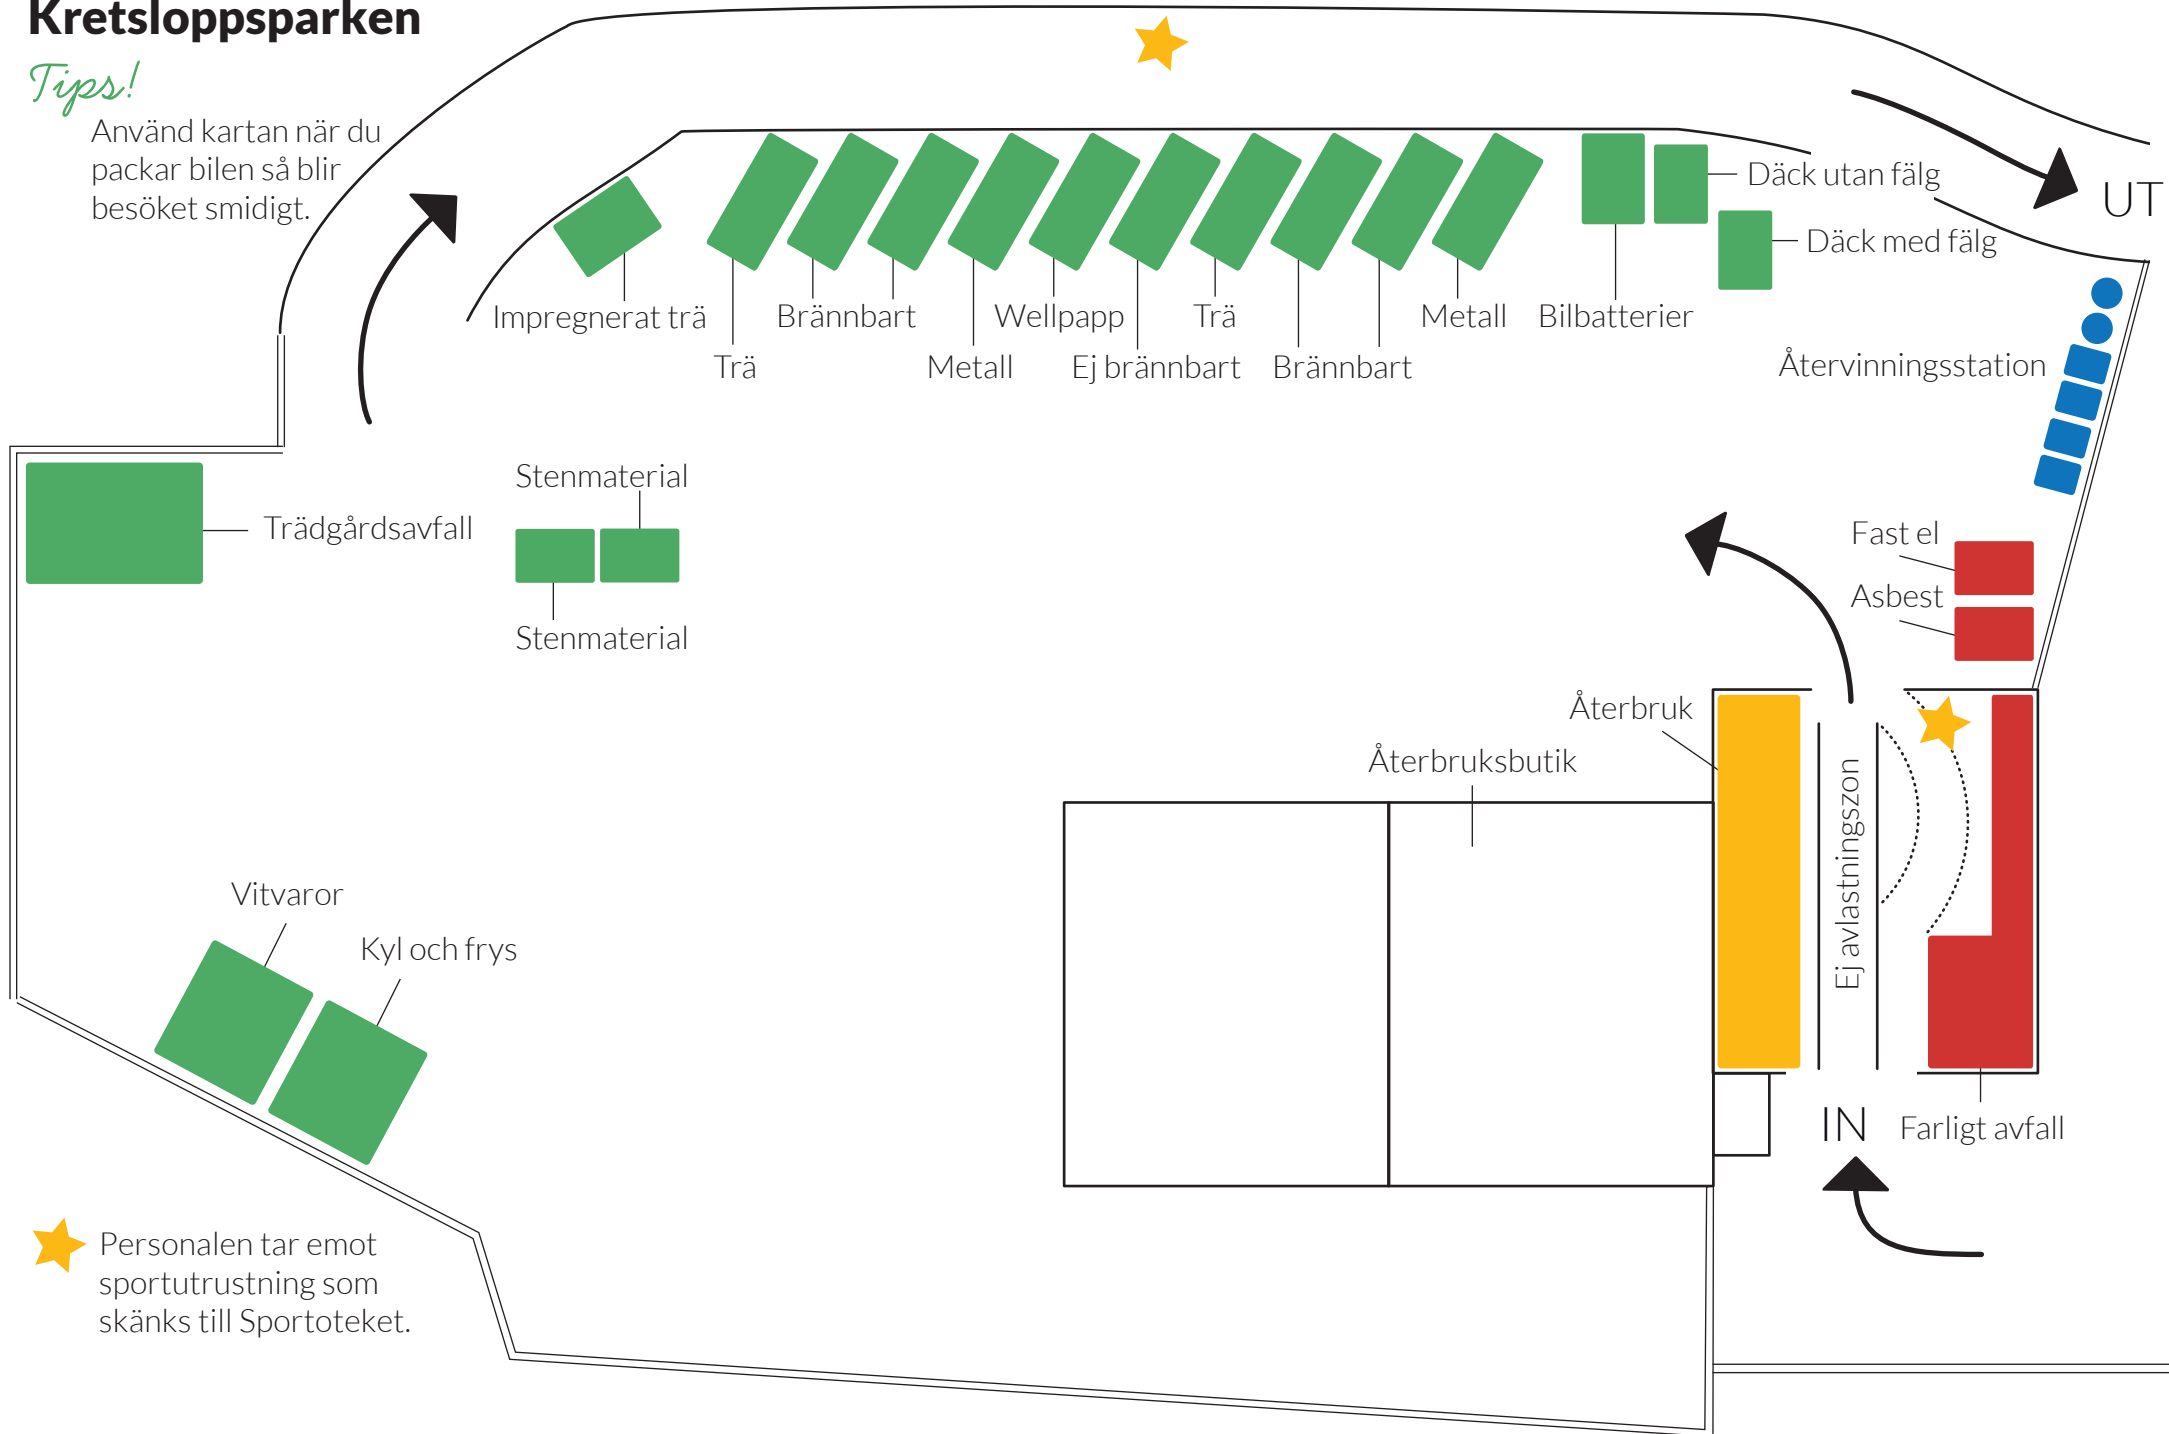 Kretsloppsparken
Tips!
Använd kartan när du
packar bilen så blir
besöket smidigt.
UT
Däck utan fälg
Däck med fälg
Impregnerat trä
Brännbart
Wellpapp
Trä
Metall
Bilbatterier
Trä
Metall
Ej brännbart
Brännbart
Återvinningsstation
Stenmaterial
Trädgårdsavfall
Stenmaterial
Fast el
Asbest
Återbruk
Återbruksbutik
Ej avlastningszon
Vitvaror
Kyl och frys
IN
Farligt avfall
Personalen tar emot
sportutrustning som
skänks till Sportoteket.